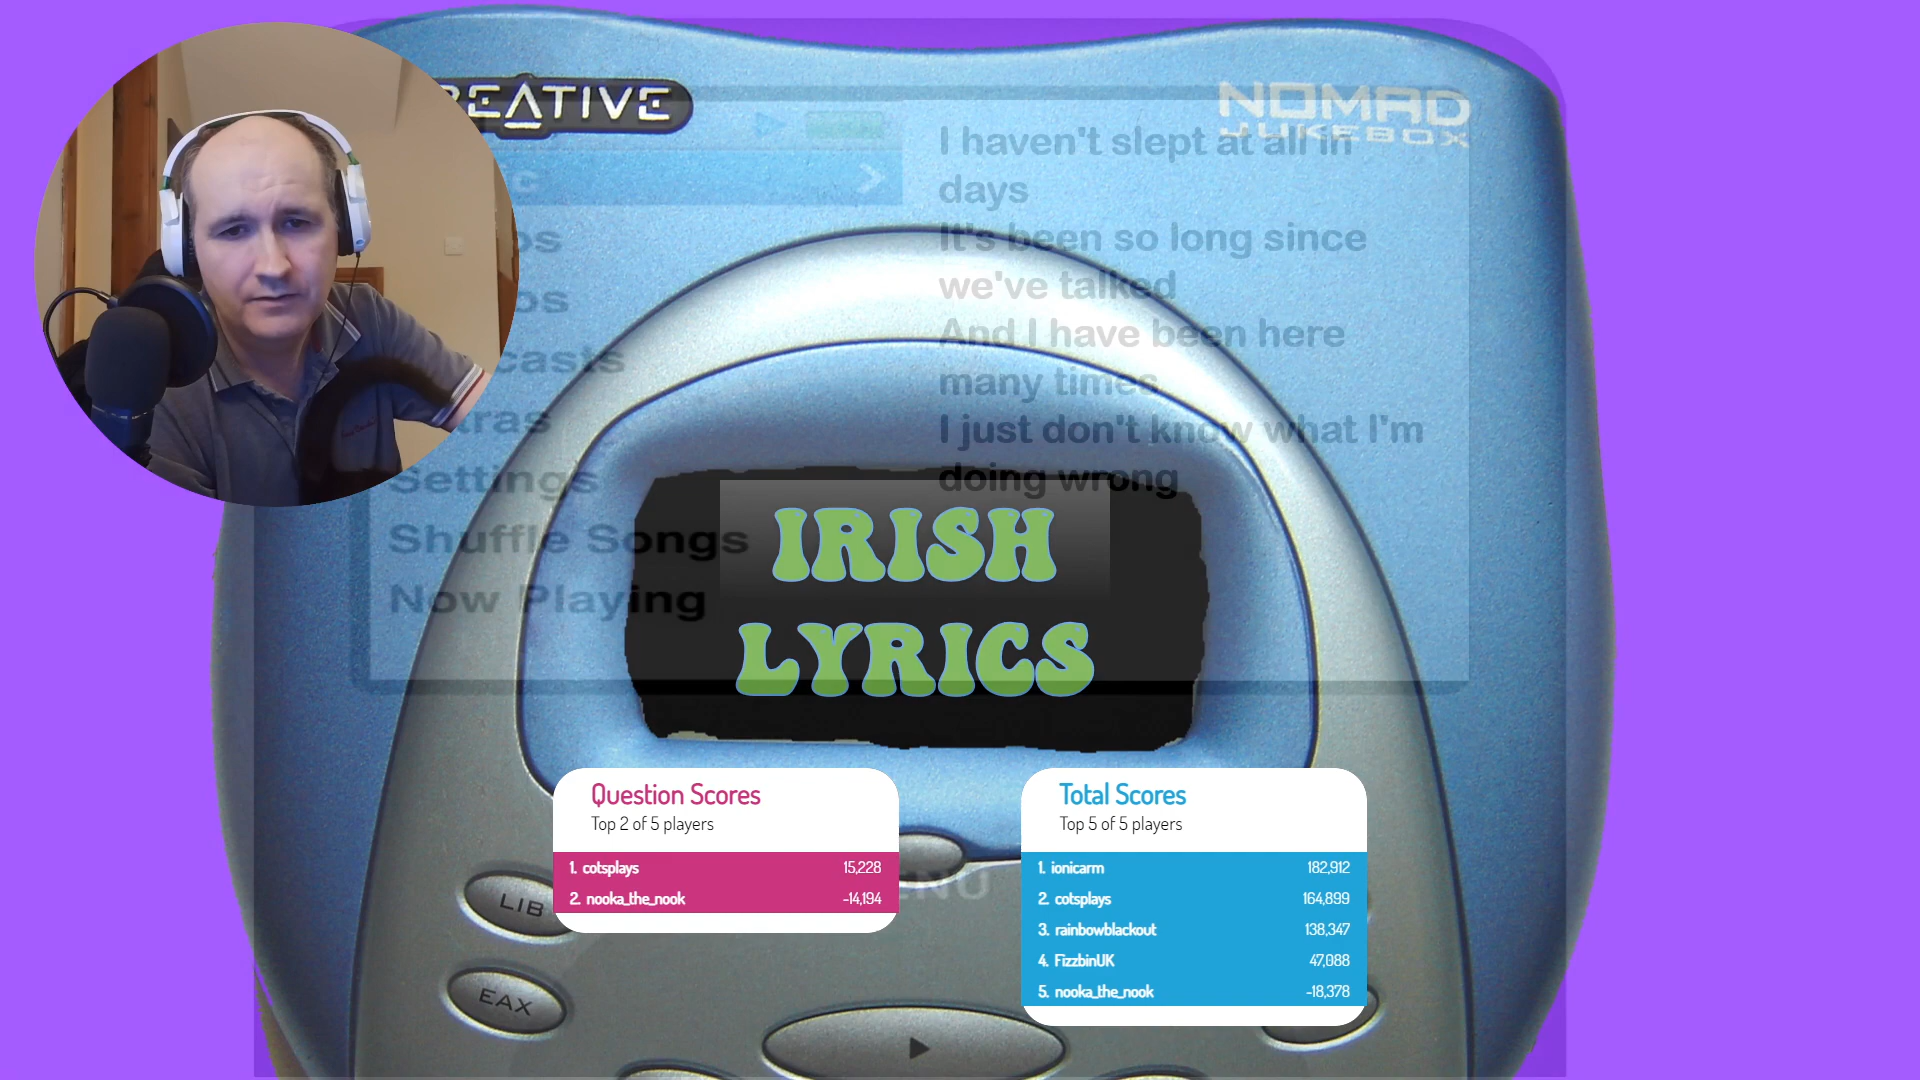 CREATIVE
NOMAD
JUKEBOX
I haven't slept at all in
days
It's been so long since
we've talked
And I have been here
many times
I just don't know what I'm
doing wrong
Settings
Shuffle Songs
Now Playing
IRISH
LYRICS
Question Scores
Top 2 of 5 players
1. cotsplays 15,228
2. nooka_the_nook -14,194
Total Scores
Top 5 of 5 players
1. ionicarm 182,912
2. cotsplays 164,899
3. rainbowblackout 138,347
4. FizzbinUK 47,088
5. nooka_the_nook -18,378
LIB
EAX